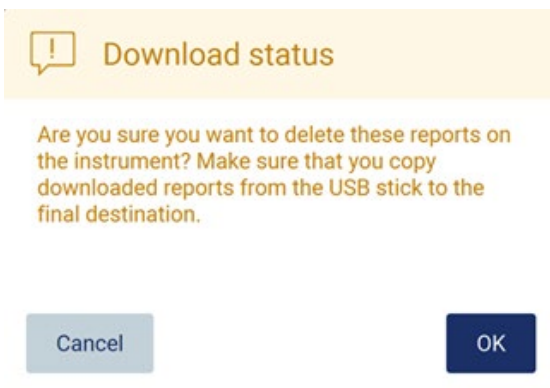 Download status
Are you sure you want to delete these reports on
the instrument? Make sure that you copy
downloaded reports from the USB stick to the
final destination.
Cancel
OK